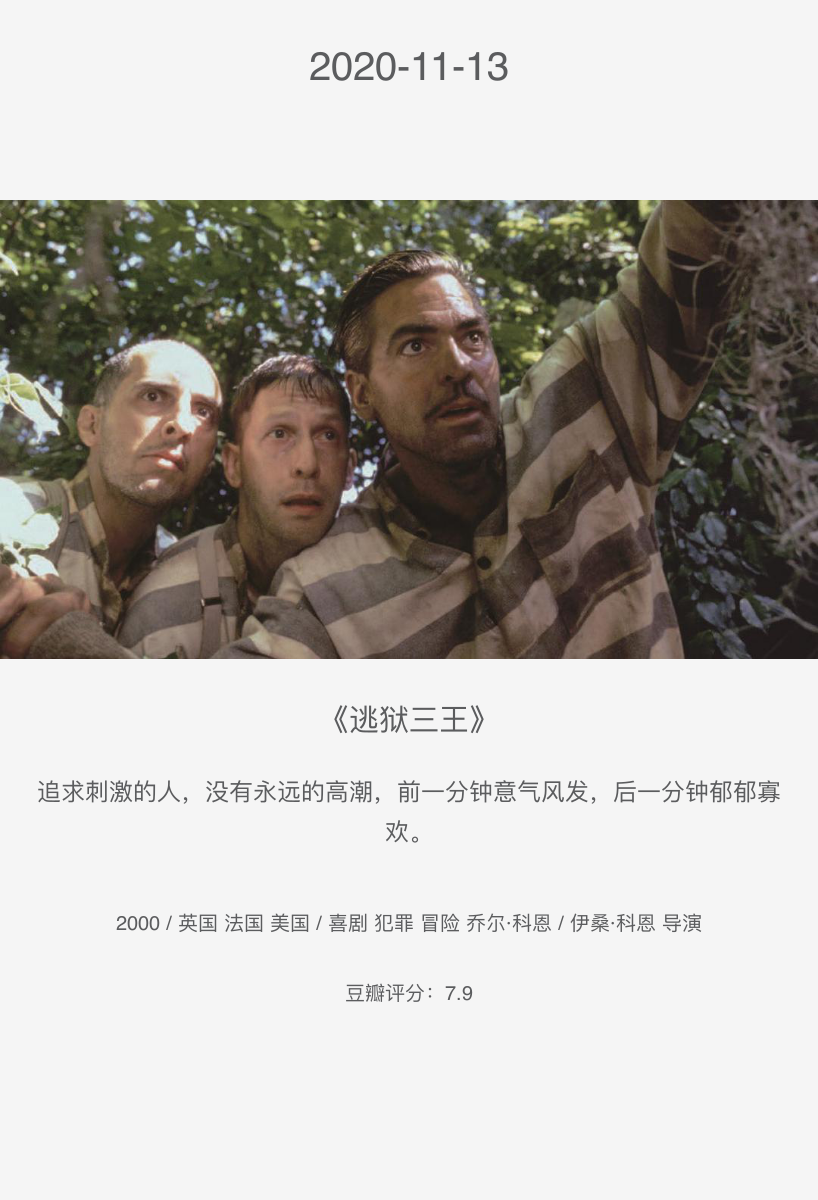 2020-11-13
《逃狱三王》
追求刺激的人，没有永远的高潮，前一分钟意气风发，后一分钟郁郁寡
欢。
2000 / 英国 法国 美国 / 喜剧 犯罪 冒险 乔尔·科恩 / 伊桑·科恩 导演
豆瓣评分：7.9